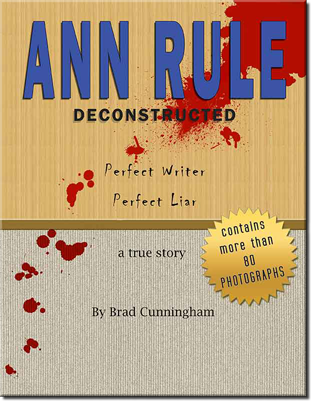 ANN RULE
DECONSTRUCTED
Perfect Writer
Perfect Liar
contains
more than
80
PHOTOGRAPHS
a true story
By Brad Cunningham